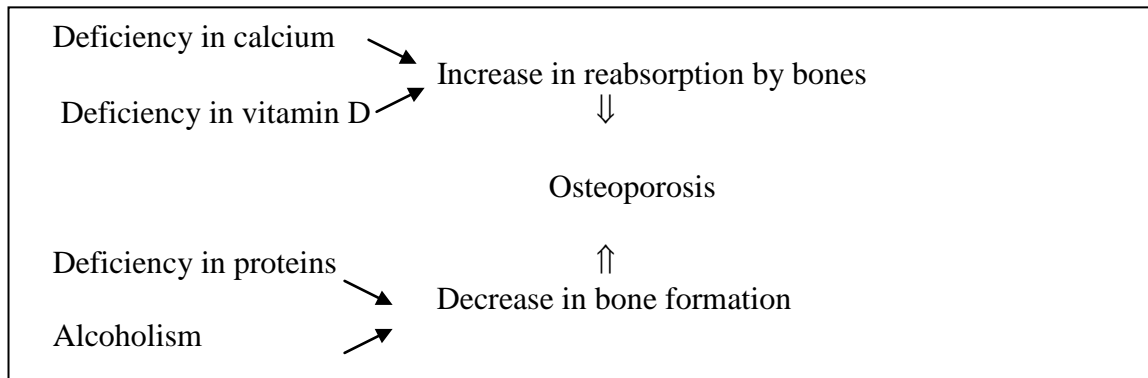 Deficiency in calcium
Increase in reabsorption by bones
Deficiency in vitamin D
⇓
Osteoporosis
Deficiency in proteins
⇑
Decrease in bone formation
Alcoholism